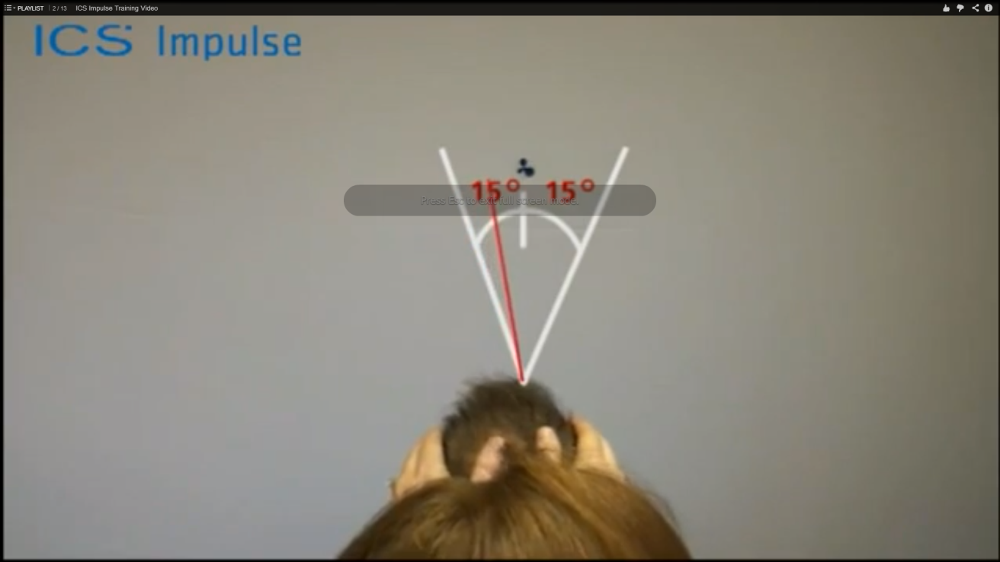 PLAYLIST 2 / 13 ICS Impulse Training Video
ICS Impulse
15° 15°
Press Esc to exit full screen mode.